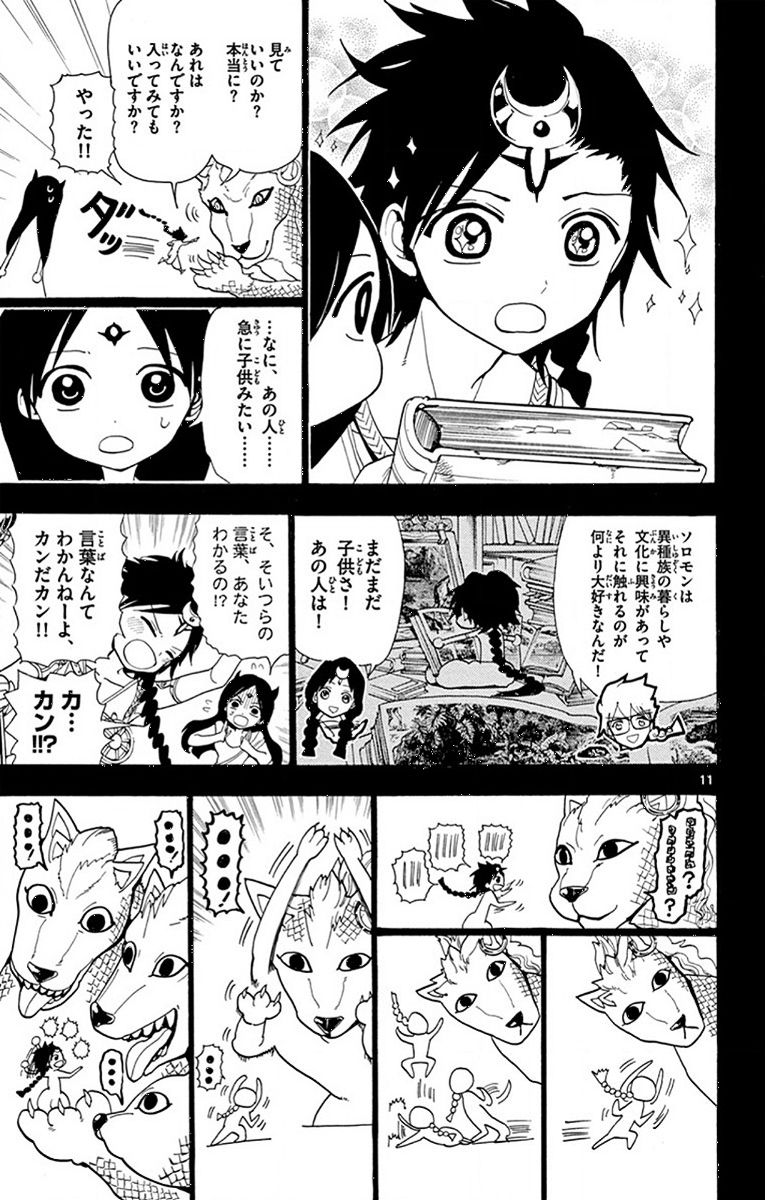 見て
いいのか?
本当に?
あれは
なんですか?
入ってみても
いいですか?
やった!!
ダッ
…なに、あの人……
急に子供みたい……
ソロモンは
異種族の暮らしや
文化に興味があって
それに触れるのが
何より大好きなんだ!
まだまだ
子供さ!
あの人は!
そ、そいつらの
言葉、あなた
わかるの!?
言葉なんて
わかんねーよ、
カンだカン!!
カ…
カン!!?
11